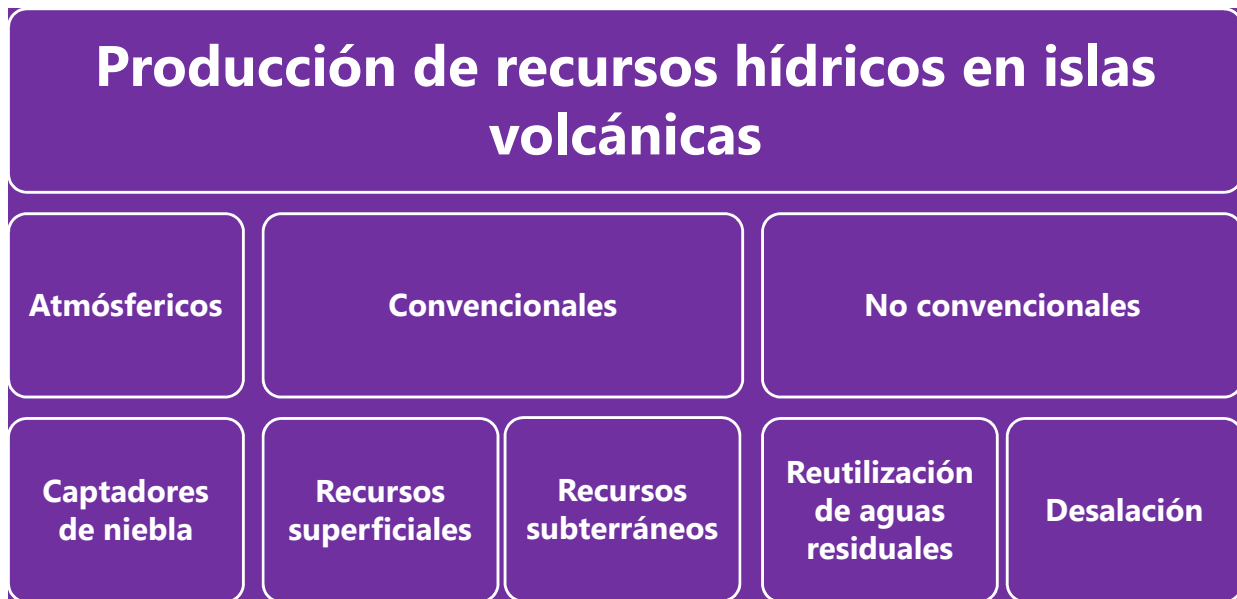 Producción de recursos hídricos en islas
volcánicas
Atmósfericos
Convencionales
No convencionales
Captadores
de niebla
Recursos
superficiales
Recursos
subterráneos
Reutilización
de aguas
residuales
Desalación